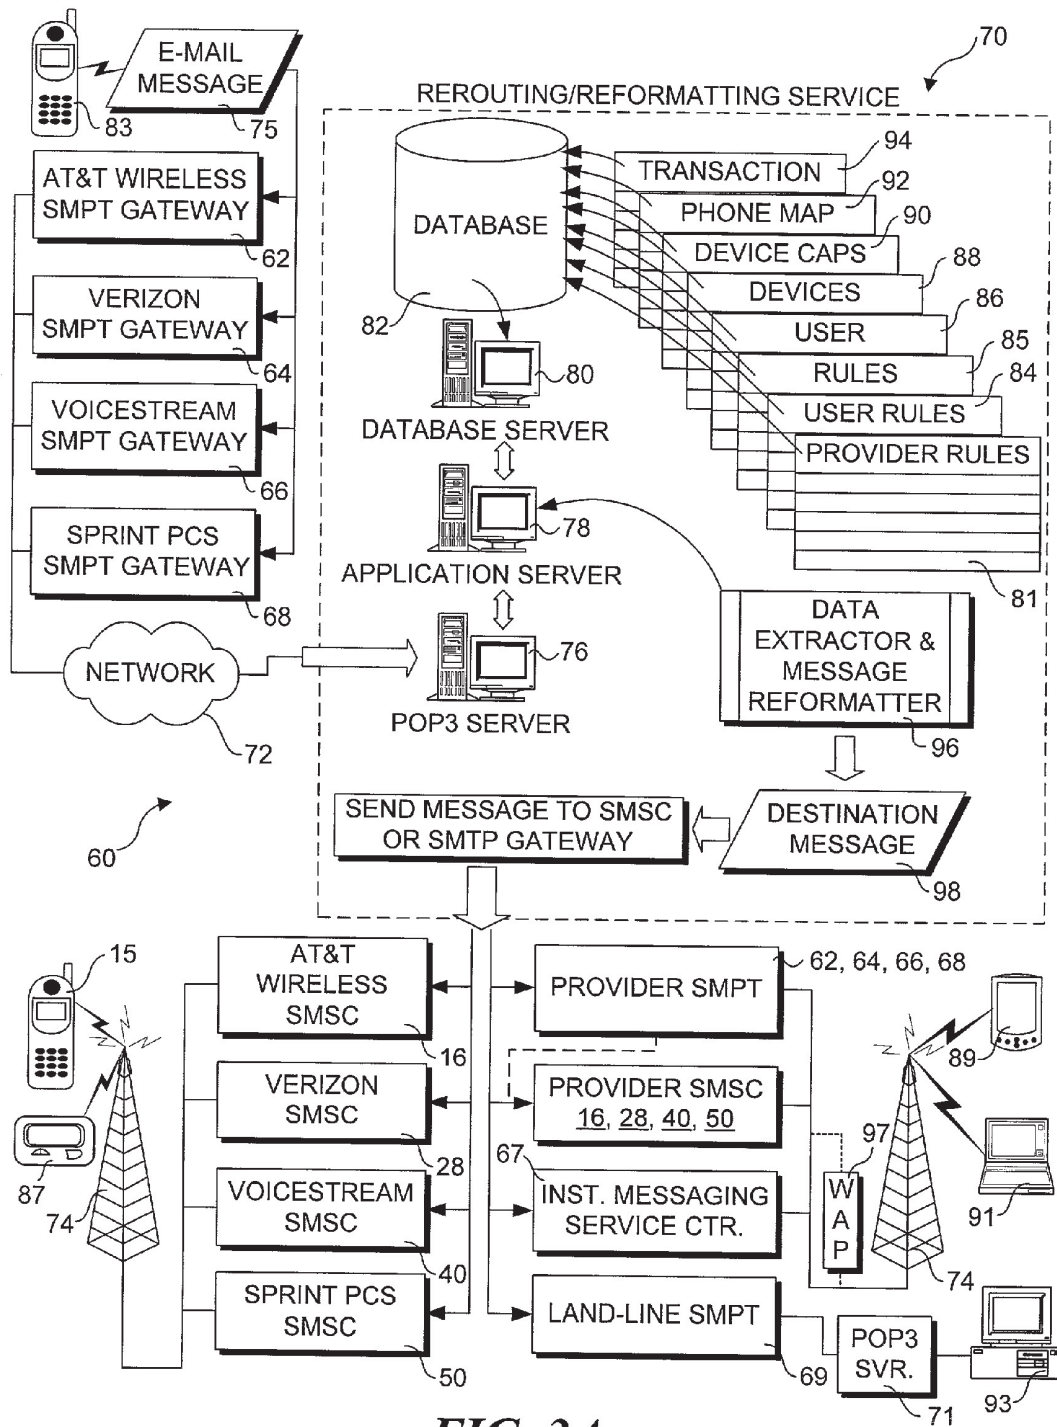 70
E-MAIL
MESSAGE
83
75
REROUTING/REFORMATTING SERVICE
AT&T WIRELESS
SMPT GATEWAY
62
VERIZON
SMPT GATEWAY
64
VOICESTREAM
SMPT GATEWAY
66
SPRINT PCS
SMPT GATEWAY
68
NETWORK
72
60
DATABASE
82
TRANSACTION
94
PHONE MAP
92
DEVICE CAPS
90
DEVICES
88
USER
86
RULES
85
USER RULES
84
PROVIDER RULES
81
80
DATABASE SERVER
78
APPLICATION SERVER
76
POP3 SERVER
DATA
EXTRACTOR &
MESSAGE
REFORMATTER
96
DESTINATION
MESSAGE
98
SEND MESSAGE TO SMSC
OR SMTP GATEWAY
15
87
74
AT&T
WIRELESS
SMSC
16
VERIZON
SMSC
28
VOICESTREAM
SMSC
40
SPRINT PCS
SMSC
50
PROVIDER SMPT
62, 64, 66, 68
PROVIDER SMSC
16, 28, 40, 50
67
INST. MESSAGING
SERVICE CTR.
LAND-LINE SMPT
69
97
WAP
74
89
91
POP3
SVR.
71
93